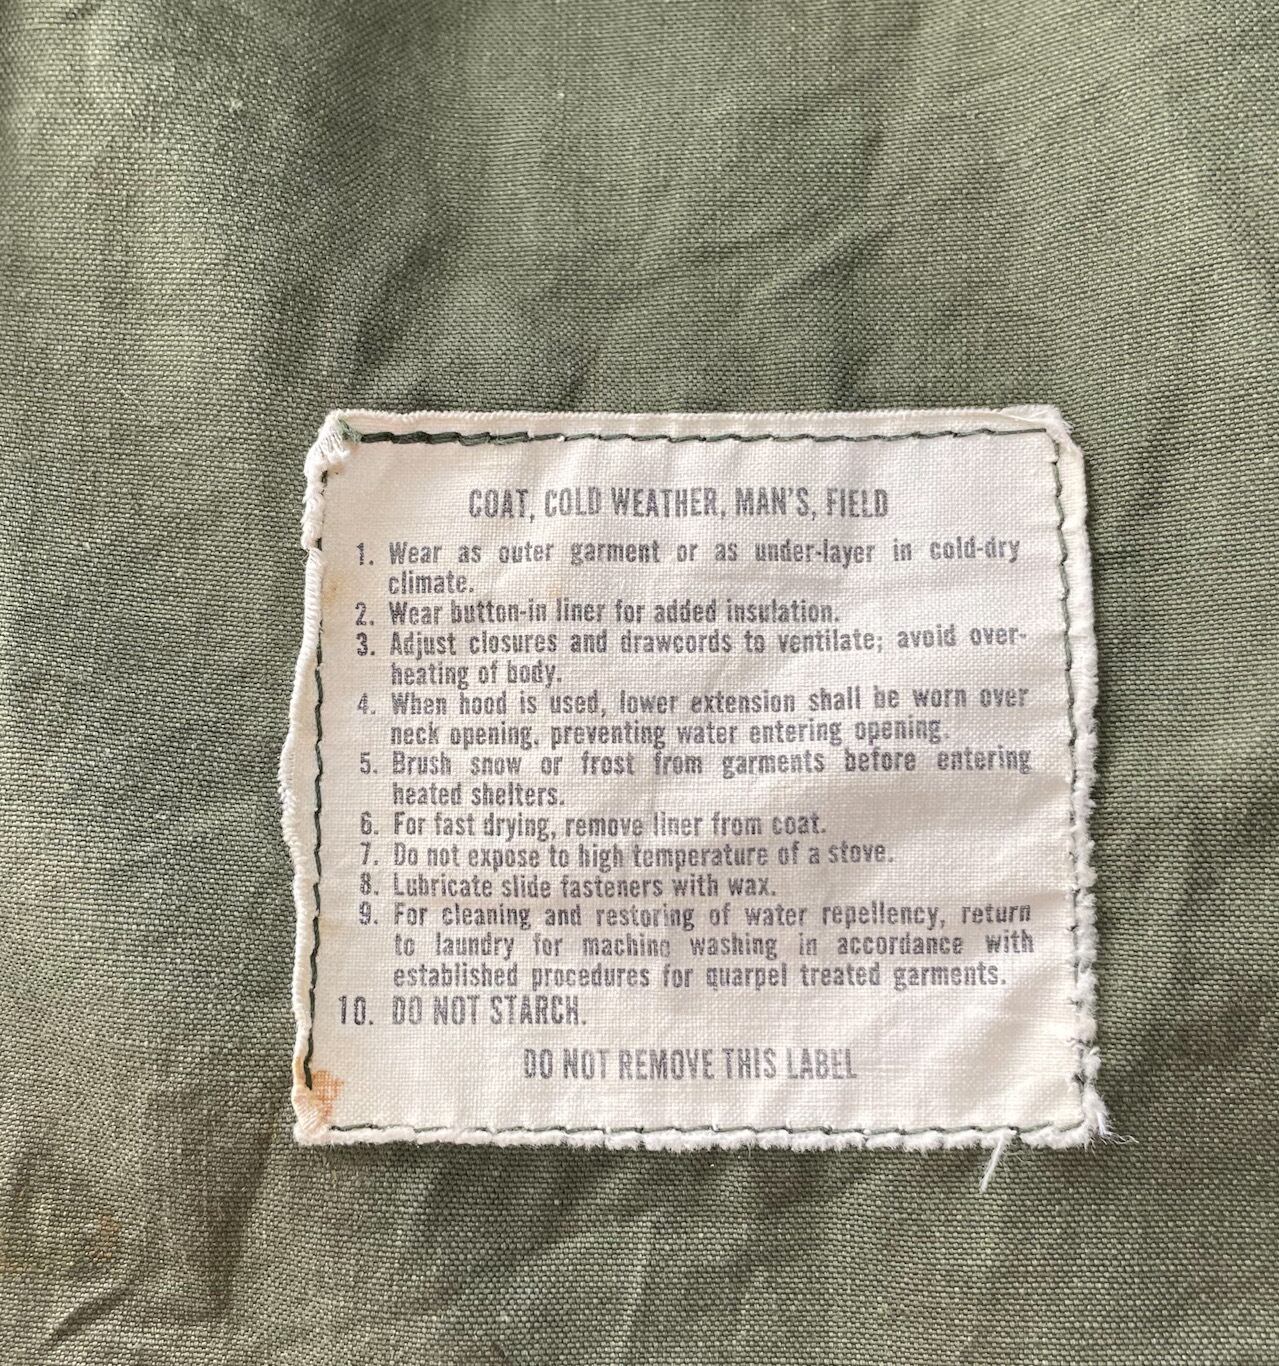 COAT, COLD WEATHER, MAN'S, FIELD
1. Wear as outer garment or as under-layer in cold-dry
climate.
2. Wear button-in liner for added insulation.
3. Adjust closures and drawcords to ventilate; avoid over-
heating of body.
4. When hood is used, lower extension shall be worn over
neck opening, preventing water entering opening.
5. Brush snow or frost from garments before entering
heated shelters.
6. For fast drying, remove liner from coat.
7. Do not expose to high temperature of a stove.
8. Lubricate slide fasteners with wax.
9. For cleaning and restoring of water repellency, return
to laundry for machine washing in accordance with
established procedures for quarpel treated garments.
10. DO NOT STARCH.
DO NOT REMOVE THIS LABEL